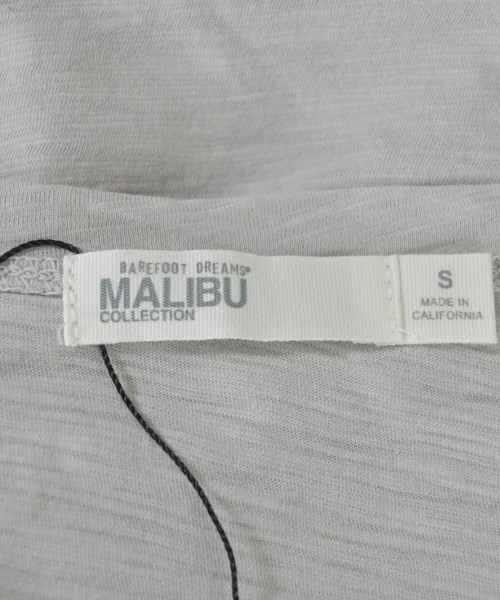 BAREFOOT DREAMS®
MALIBU
COLLECTION
S
MADE IN
CALIFORNIA